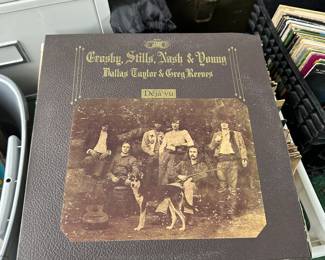 Crosby, Stills, Nash & Young
Dallas Taylor & Greg Reeves
Déjà vu